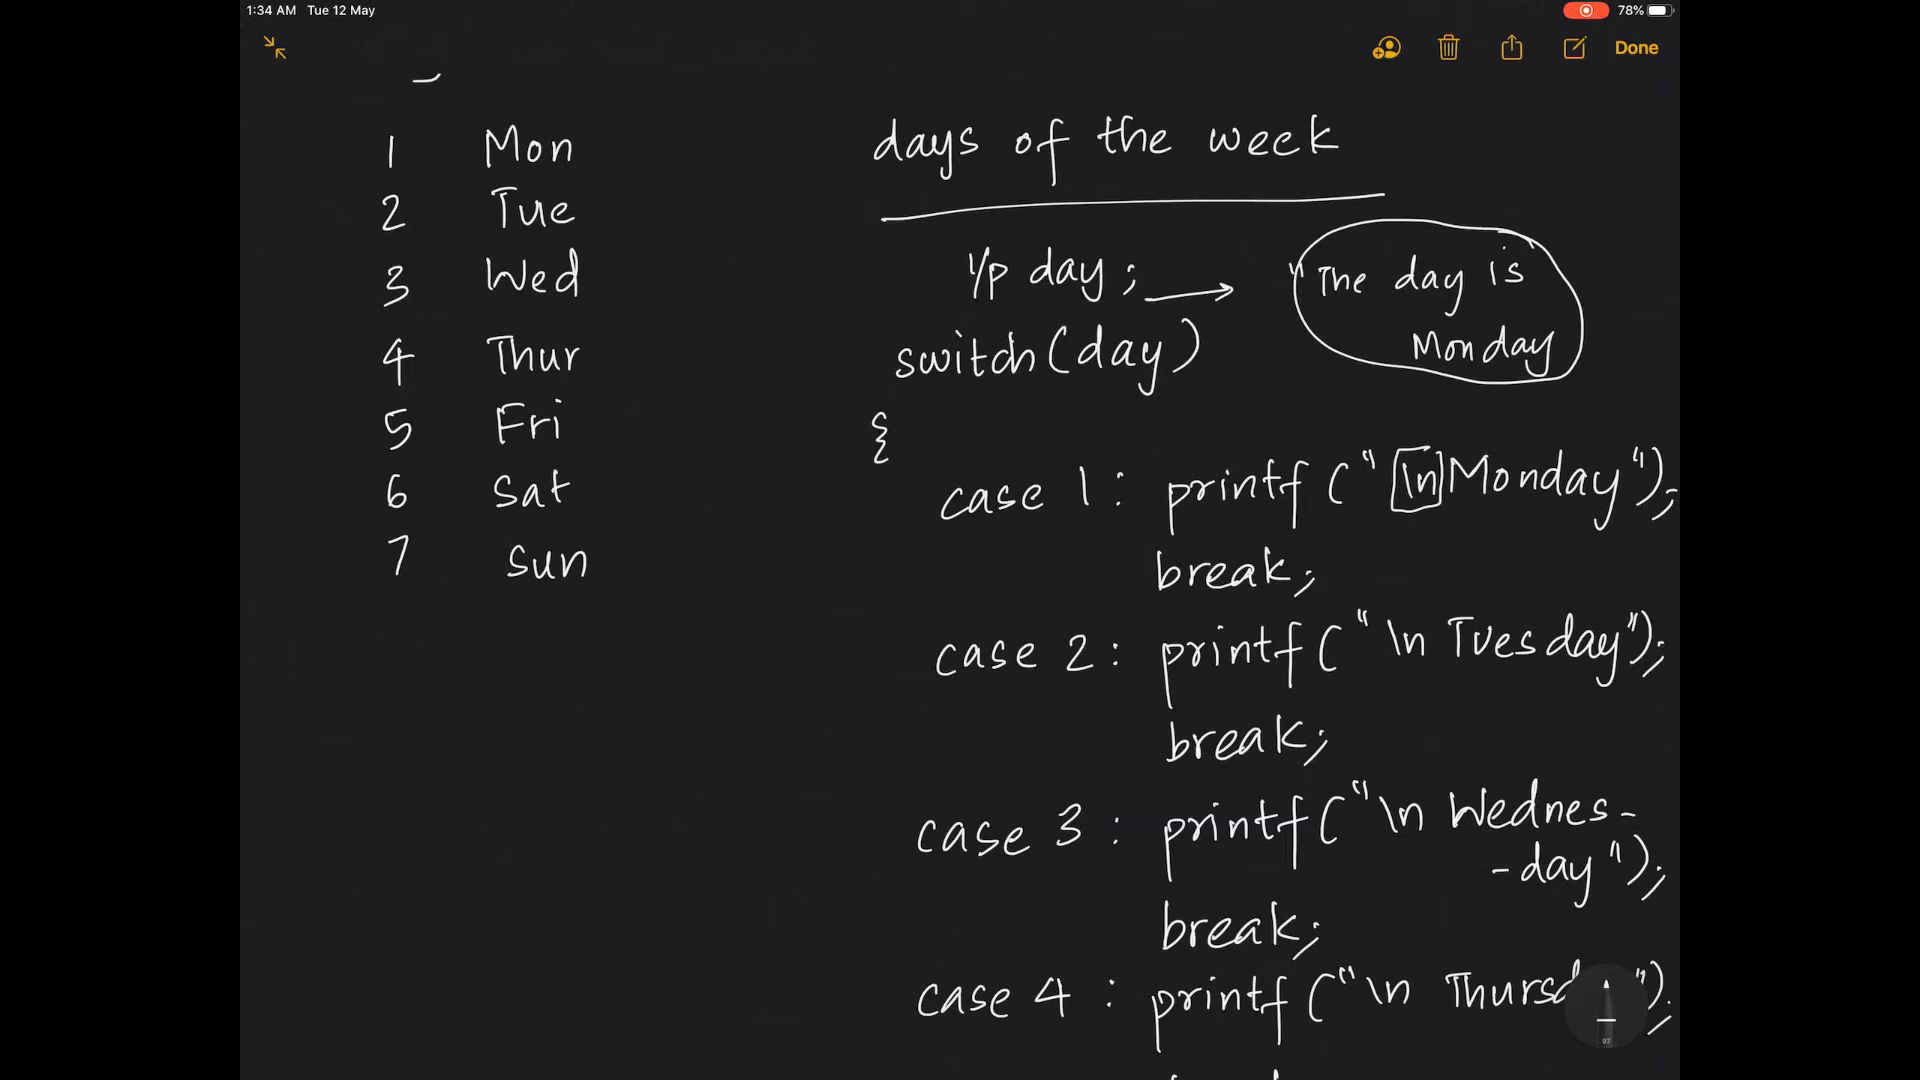 1:34 AM Tue 12 May
78%
Done
1 Mon
2 Tue
3 Wed
4 Thur
5 Fri
6 Sat
7 Sun
days of the week
I/p day;
"The day is
Monday
switch(day)
{
case 1: printf("\nMonday");
break;
case 2: printf("\n Tuesday");
break;
case 3: printf("\n Wednes-
-day");
break;
case 4: printf("\n Thursd");
97